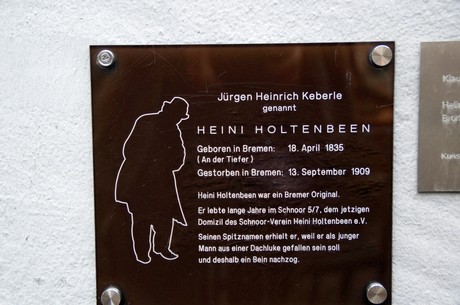 Jürgen Heinrich Keberle
genannt
HEINI HOLTENBEEN
Geboren in Bremen: 18. April 1835
(An der Tiefer)
Gestorben in Bremen: 13. September 1909
Heini Holtenbeen war ein Bremer Original.
Er lebte lange Jahre im Schnoor 5/7, dem jetzigen
Domizil des Schnoor-Verein Heini Holtenbeen e.V.
Seinen Spitznamen erhielt er, weil er als junger
Mann aus einer Dachluke gefallen sein soll
und deshalb ein Bein nachzog.
Klau